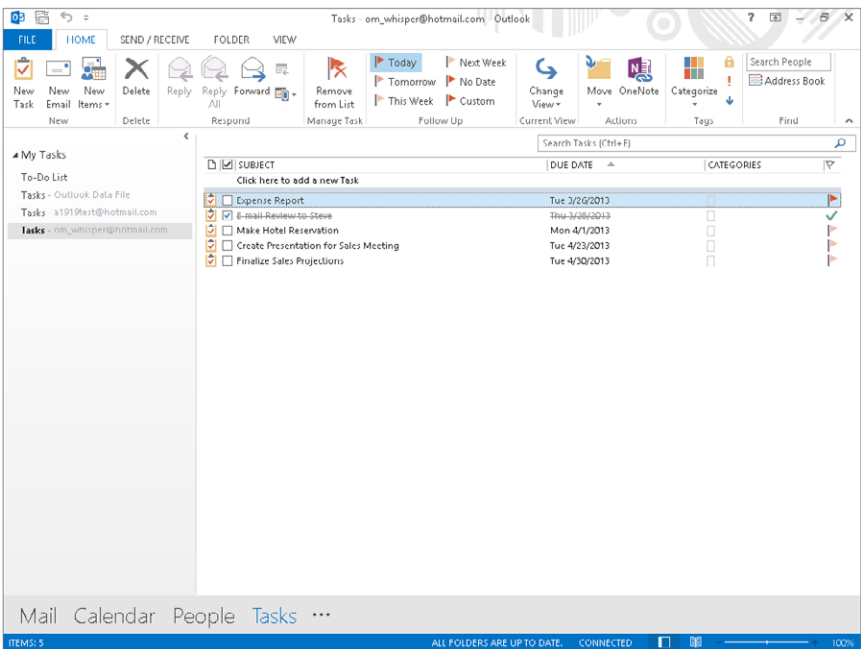 Tasks - om_whisper@hotmail.com - Outlook
FILE HOME SEND / RECEIVE FOLDER VIEW
New Task
New Email
New Items
Delete
Reply
Reply All
Forward
Remove from List
Today
Tomorrow
This Week
Next Week
No Date
Custom
Change View
Move
OneNote
Categorize
Search People
Address Book
New Delete Respond Manage Task Follow Up Current View Actions Tags Find
My Tasks
To-Do List
Tasks - Outlook Data File
Tasks - a1919test@hotmail.com
Tasks - om_whisper@hotmail.com
Search Tasks (Ctrl+E)
SUBJECT DUE DATE CATEGORIES
Click here to add a new Task
Expense Report Tue 3/26/2013
E-mail Review to Steve Thu 3/28/2013
Make Hotel Reservation Mon 4/1/2013
Create Presentation for Sales Meeting Tue 4/23/2013
Finalize Sales Projections Tue 4/30/2013
Mail Calendar People Tasks ···
ITEMS: 5 ALL FOLDERS ARE UP TO DATE. CONNECTED 100%